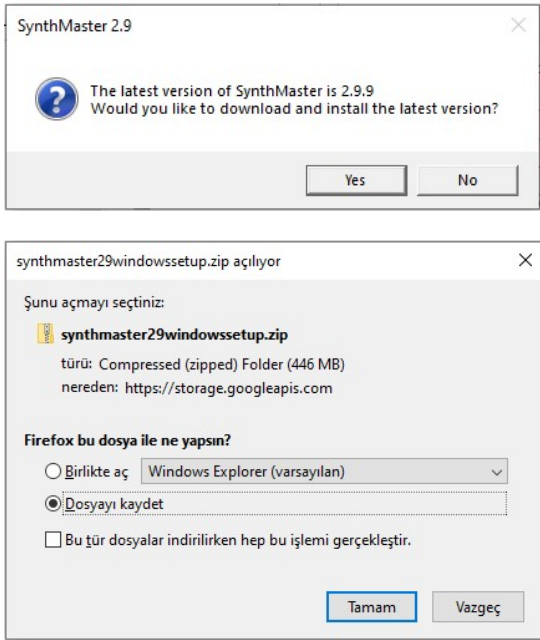 SynthMaster 2.9
The latest version of SynthMaster is 2.9.9
Would you like to download and install the latest version?
Yes
No
synthmaster29windowssetup.zip açılıyor
Şunu açmayı seçtiniz:
synthmaster29windowssetup.zip
türü: Compressed (zipped) Folder (446 MB)
nereden: https://storage.googleapis.com
Firefox bu dosya ile ne yapsın?
Birlikte aç Windows Explorer (varsayılan)
Dosyayı kaydet
Bu tür dosyalar indirilirken hep bu işlemi gerçekleştir.
Tamam
Vazgeç